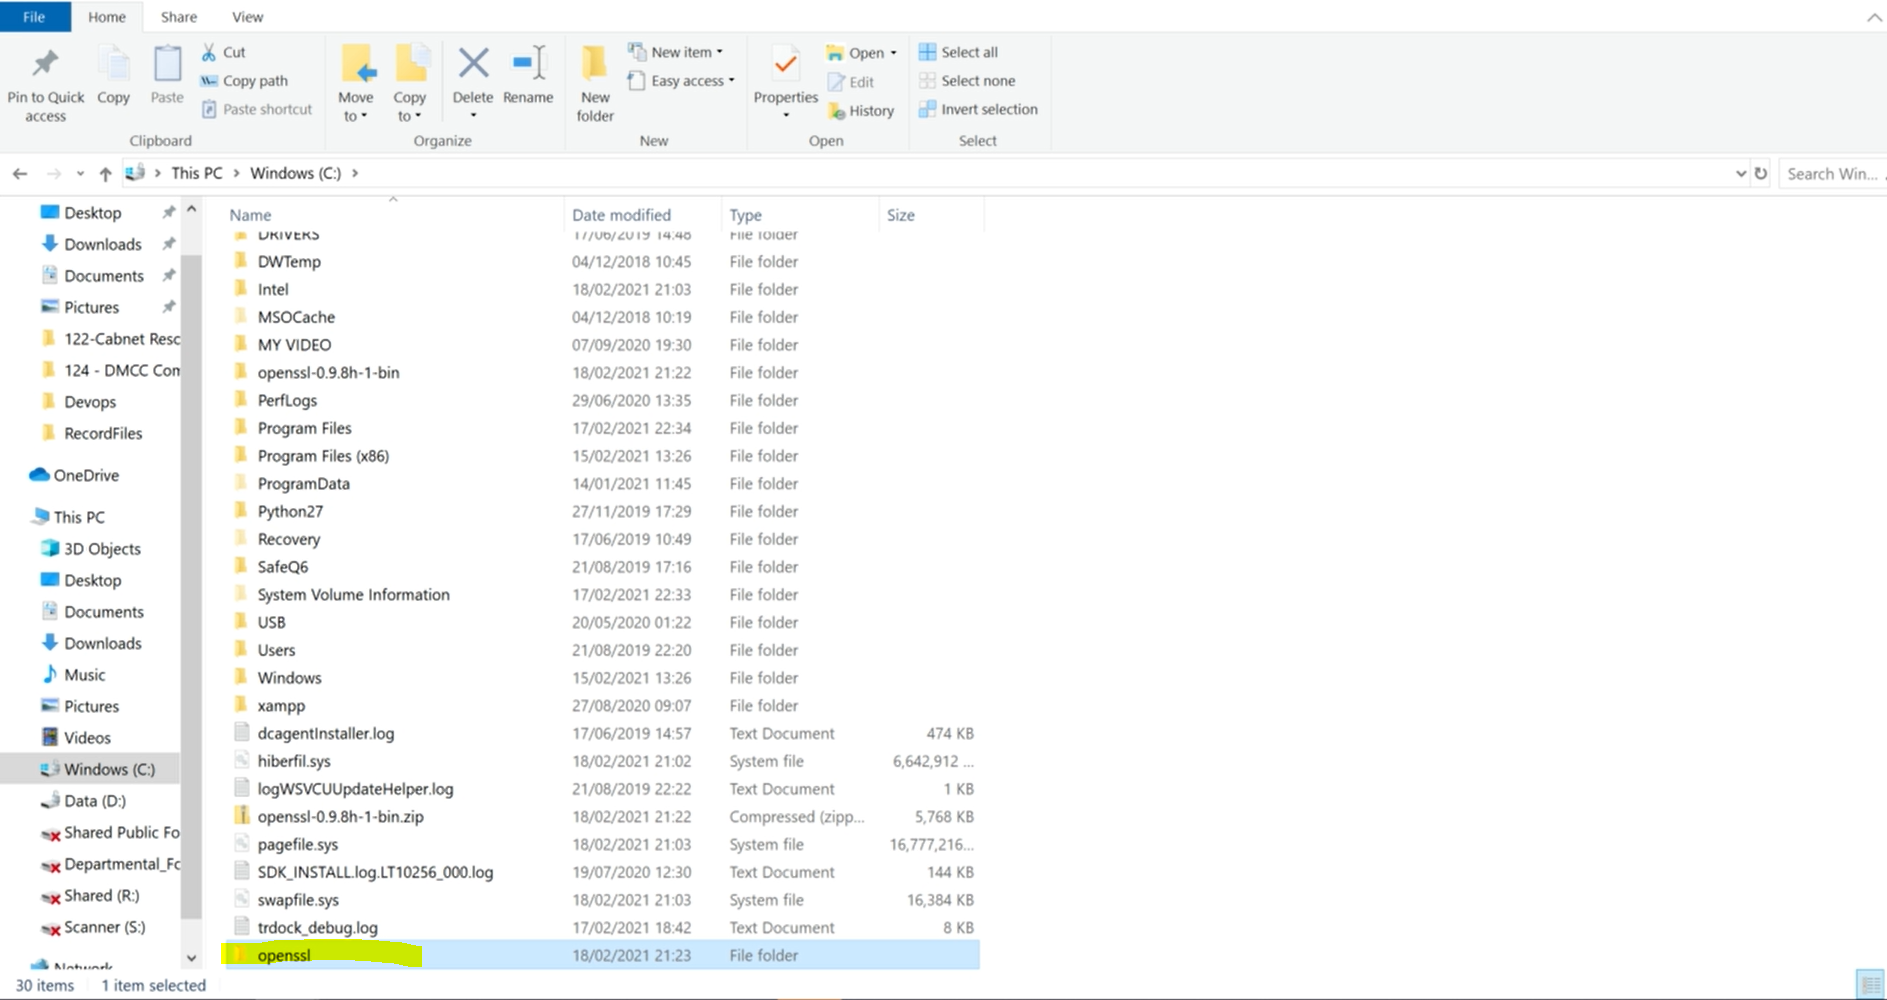 File Home Share View
Pin to Quick access
Copy
Paste
Cut
Copy path
Paste shortcut
Clipboard
Move to
Copy to
Delete
Rename
Organize
New folder
New item
Easy access
New
Properties
Open
Edit
History
Open
Select all
Select none
Invert selection
Select
This PC > Windows (C:) >
Search Win...
Desktop
Downloads
Documents
Pictures
122-Cabnet Resc
124 - DMCC Com
Devops
RecordFiles
OneDrive
This PC
3D Objects
Desktop
Documents
Downloads
Music
Pictures
Videos
Windows (C:)
Data (D:)
Shared Public Fo
Departmental_Fc
Shared (R:)
Scanner (S:)
Network
Name Date modified Type Size
DRIVERS 17/06/2019 14:48 File folder
DWTemp 04/12/2018 10:45 File folder
Intel 18/02/2021 21:03 File folder
MSOCache 04/12/2018 10:19 File folder
MY VIDEO 07/09/2020 19:30 File folder
openssl-0.9.8h-1-bin 18/02/2021 21:22 File folder
PerfLogs 29/06/2020 13:35 File folder
Program Files 17/02/2021 22:34 File folder
Program Files (x86) 15/02/2021 13:26 File folder
ProgramData 14/01/2021 11:45 File folder
Python27 27/11/2019 17:29 File folder
Recovery 17/06/2019 10:49 File folder
SafeQ6 21/08/2019 17:16 File folder
System Volume Information 17/02/2021 22:33 File folder
USB 20/05/2020 01:22 File folder
Users 21/08/2019 22:20 File folder
Windows 15/02/2021 13:26 File folder
xampp 27/08/2020 09:07 File folder
dcagentInstaller.log 17/06/2019 14:57 Text Document 474 KB
hiberfil.sys 18/02/2021 21:02 System file 6,642,912 ...
logWSVCUUpdateHelper.log 21/08/2019 22:22 Text Document 1 KB
openssl-0.9.8h-1-bin.zip 18/02/2021 21:22 Compressed (zipp... 5,768 KB
pagefile.sys 18/02/2021 21:03 System file 16,777,216...
SDK_INSTALL.log.LT10256_000.log 19/07/2020 12:30 Text Document 144 KB
swapfile.sys 18/02/2021 21:03 System file 16,384 KB
trdock_debug.log 17/02/2021 18:42 Text Document 8 KB
openssl 18/02/2021 21:23 File folder
30 items 1 item selected